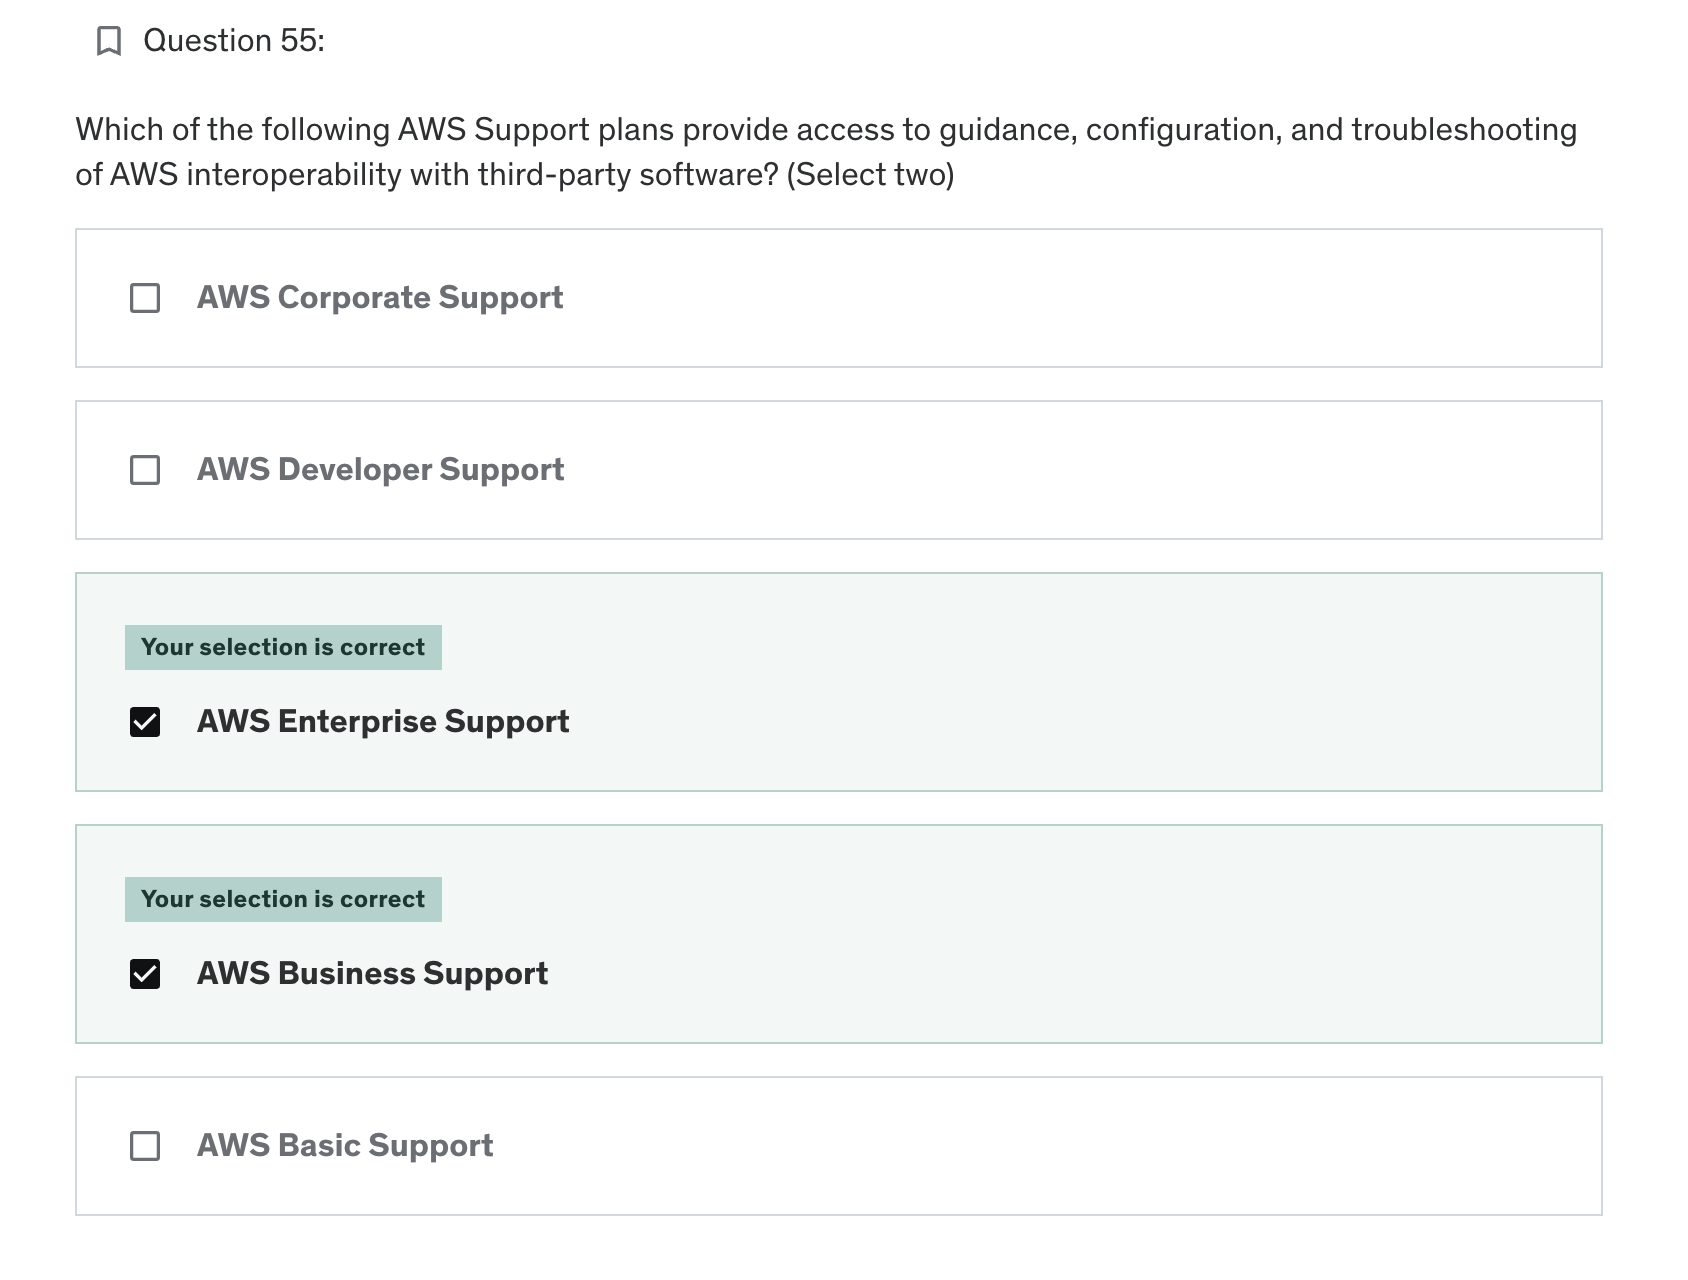 Question 55:
Which of the following AWS Support plans provide access to guidance, configuration, and troubleshooting
of AWS interoperability with third-party software? (Select two)
AWS Corporate Support
AWS Developer Support
Your selection is correct
AWS Enterprise Support
Your selection is correct
AWS Business Support
AWS Basic Support